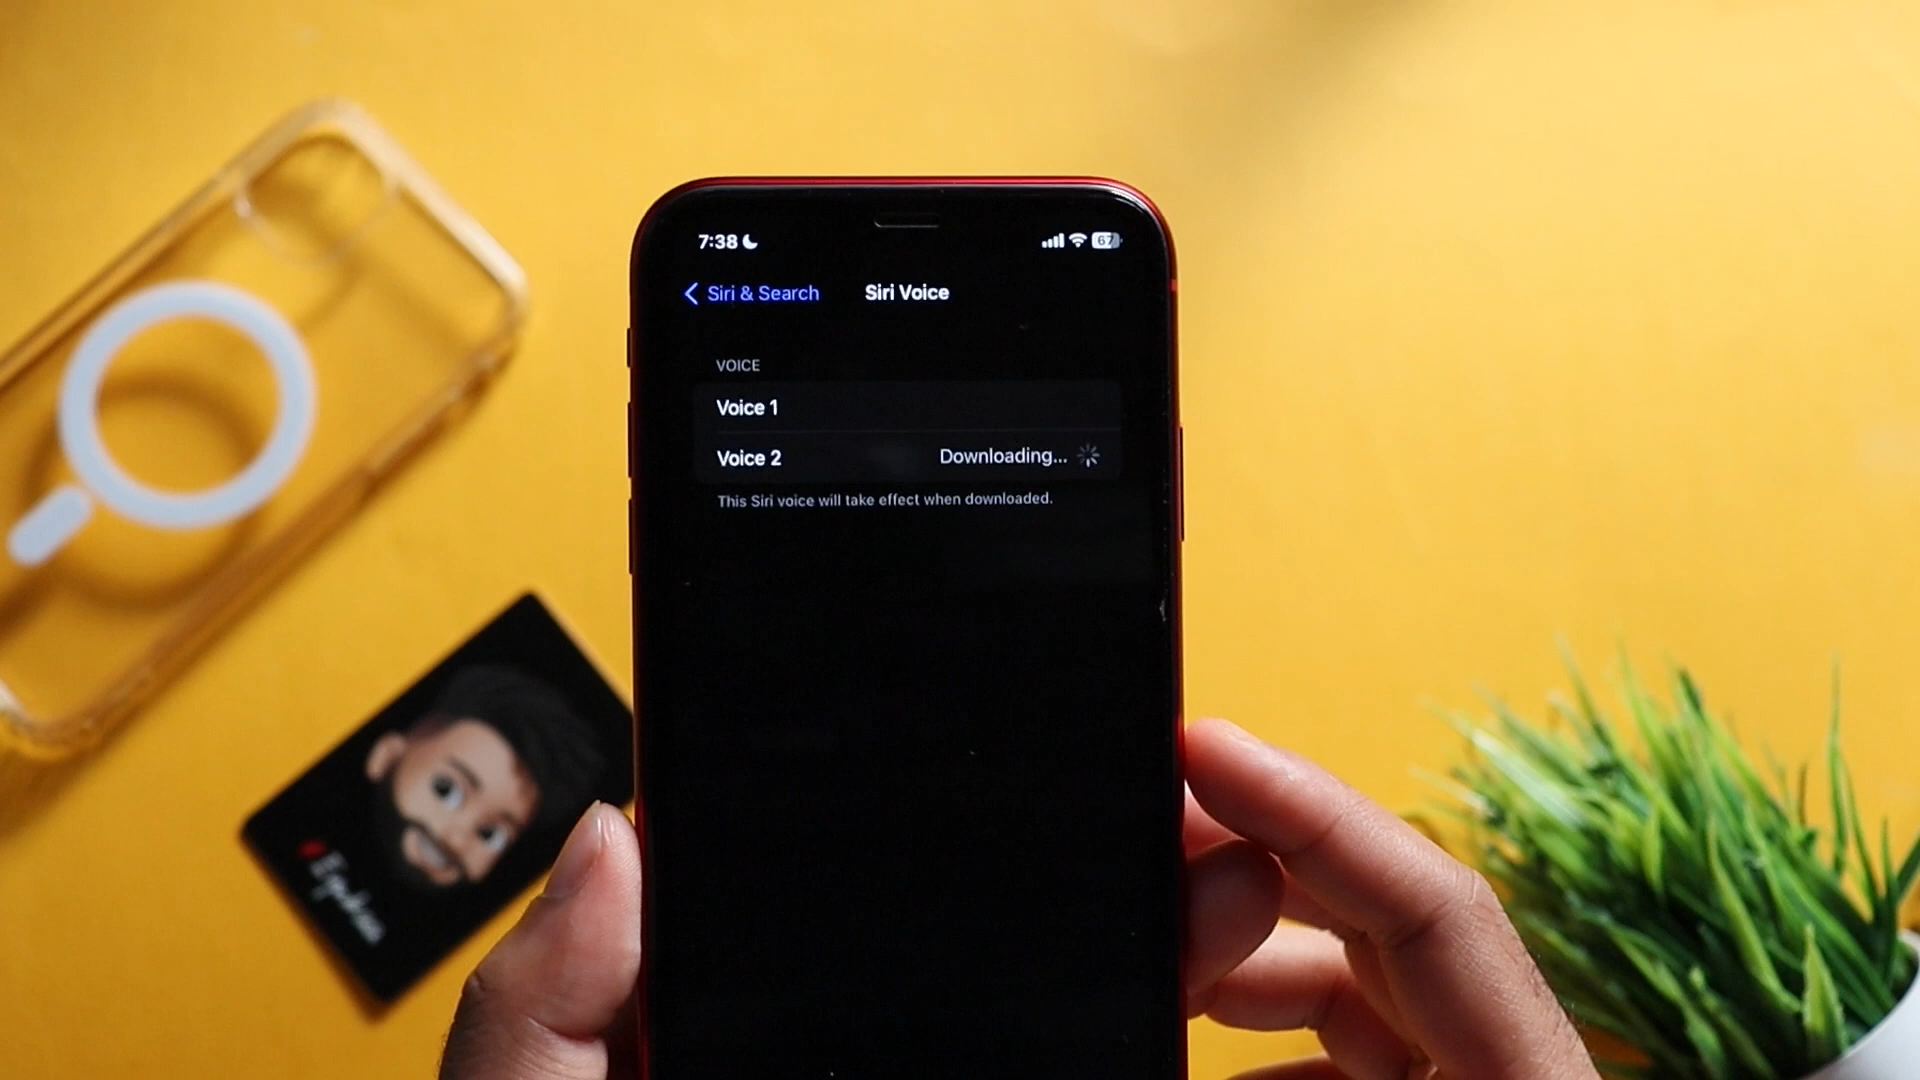 7:38
67
Siri & Search
Siri Voice
VOICE
Voice 1
Voice 2
Downloading...
This Siri voice will take effect when downloaded.